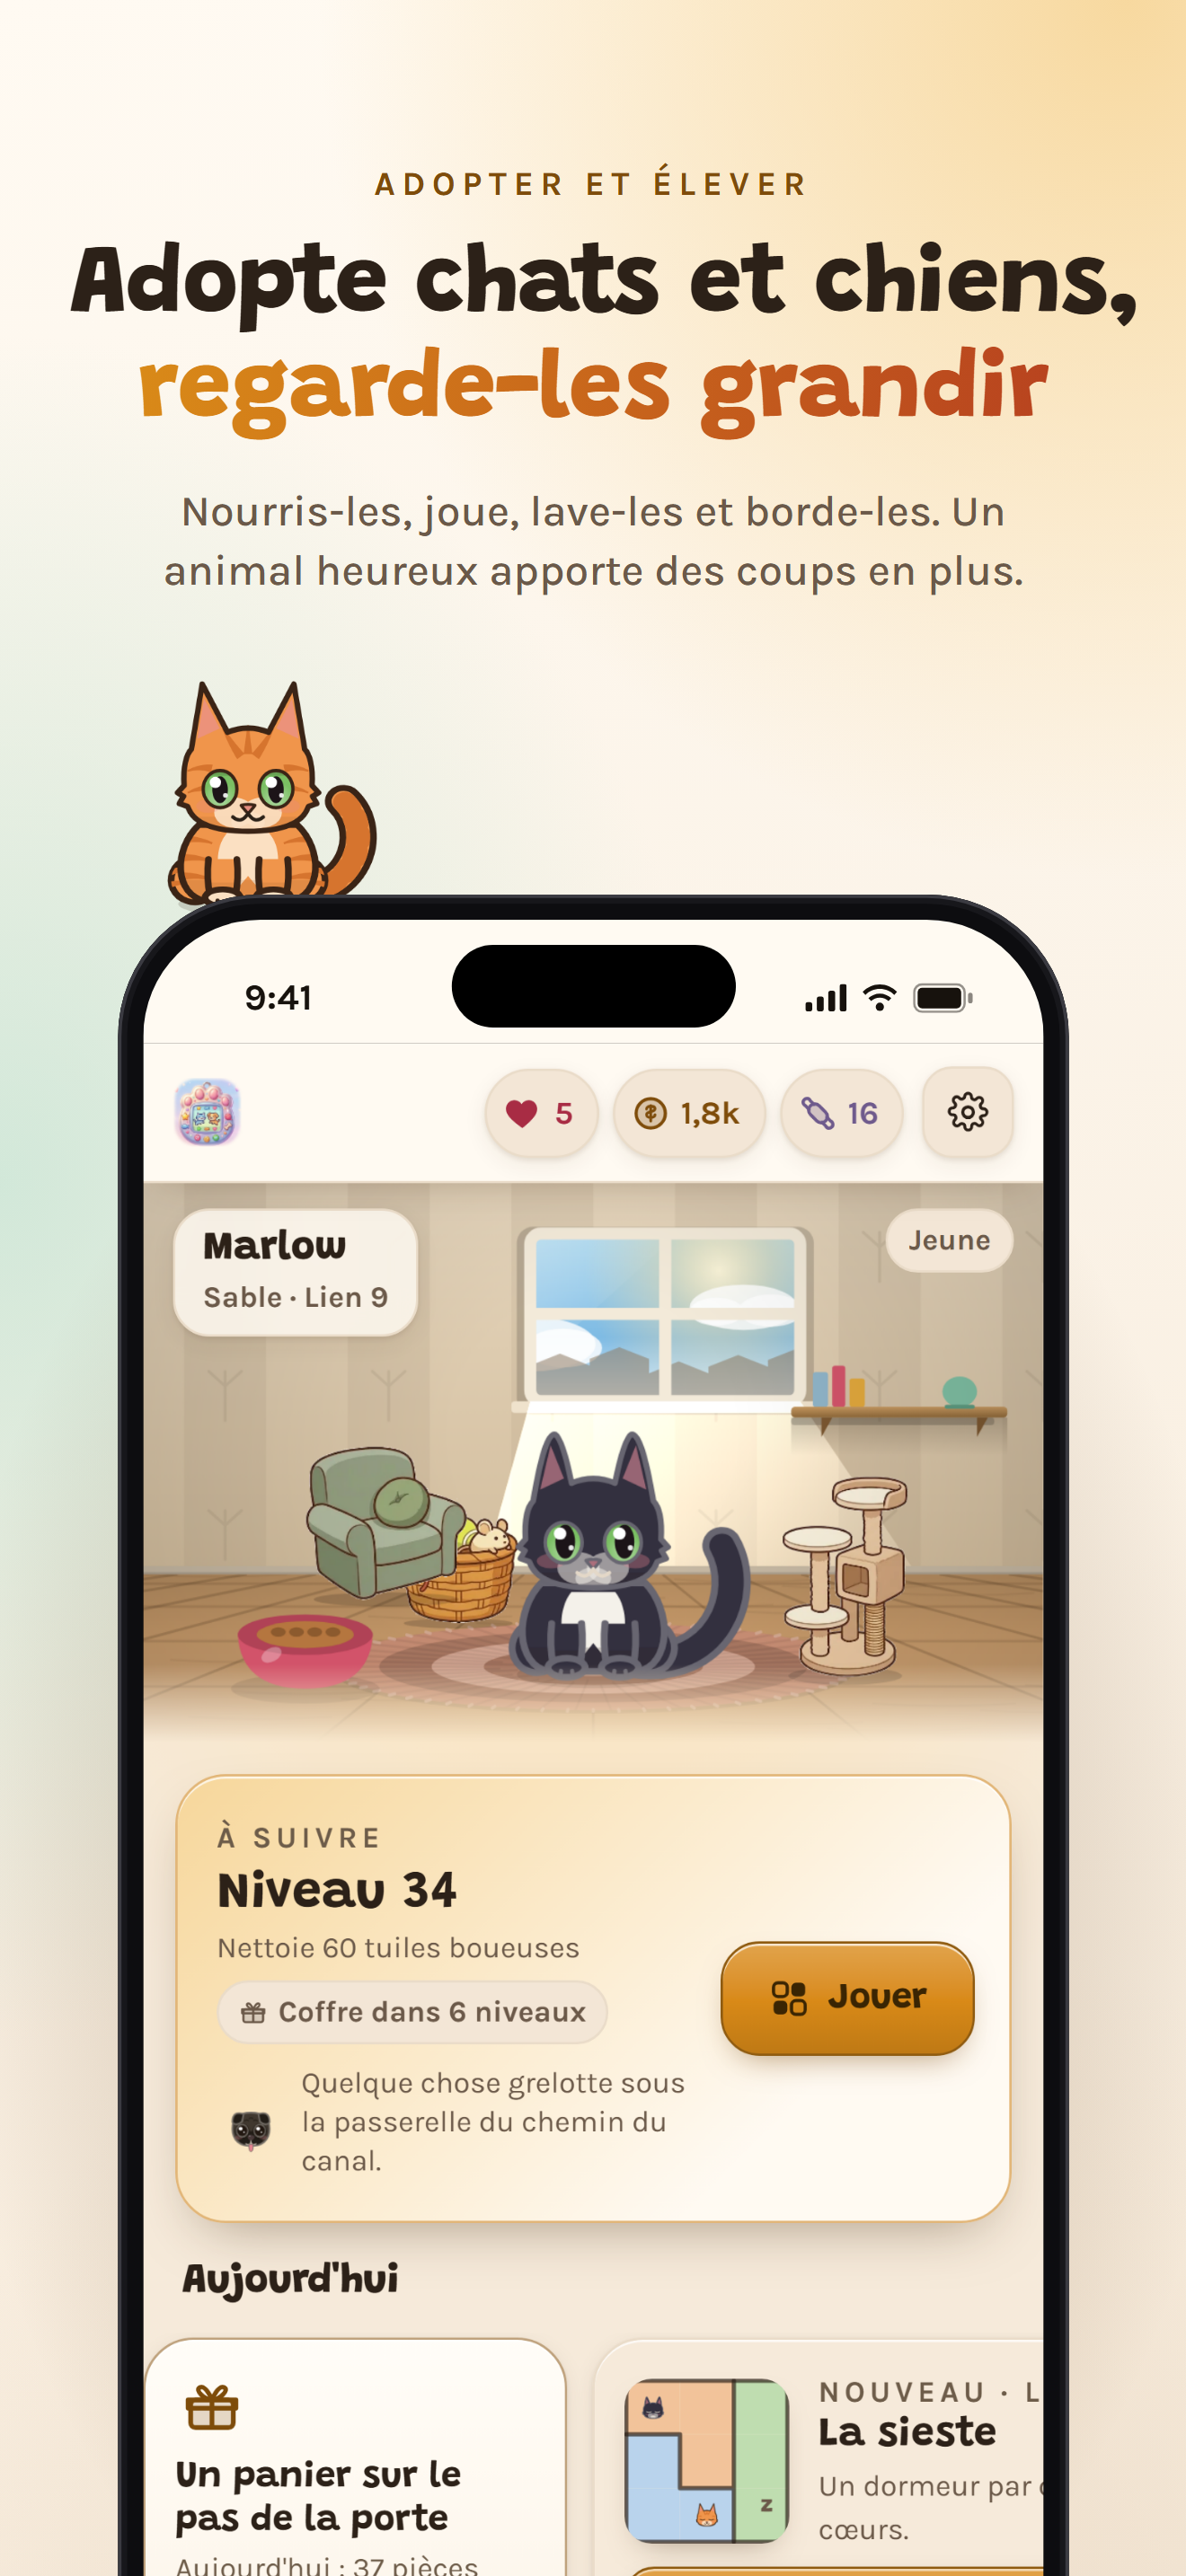 ADOPTER ET ÉLEVER
Adopte chats et chiens,
regarde-les grandir
Nourris-les, joue, lave-les et borde-les. Un
animal heureux apporte des coups en plus.
9:41
5
1,8k
16
Marlow
Sable · Lien 9
Jeune
À SUIVRE
Niveau 34
Nettoie 60 tuiles boueuses
Coffre dans 6 niveaux
Jouer
Quelque chose grelotte sous
la passerelle du chemin du
canal.
Aujourd'hui
Un panier sur le
pas de la porte
Aujourd'hui : 37 pièces
NOUVEAU · L
La sieste
Un dormeur par
cœurs.
z